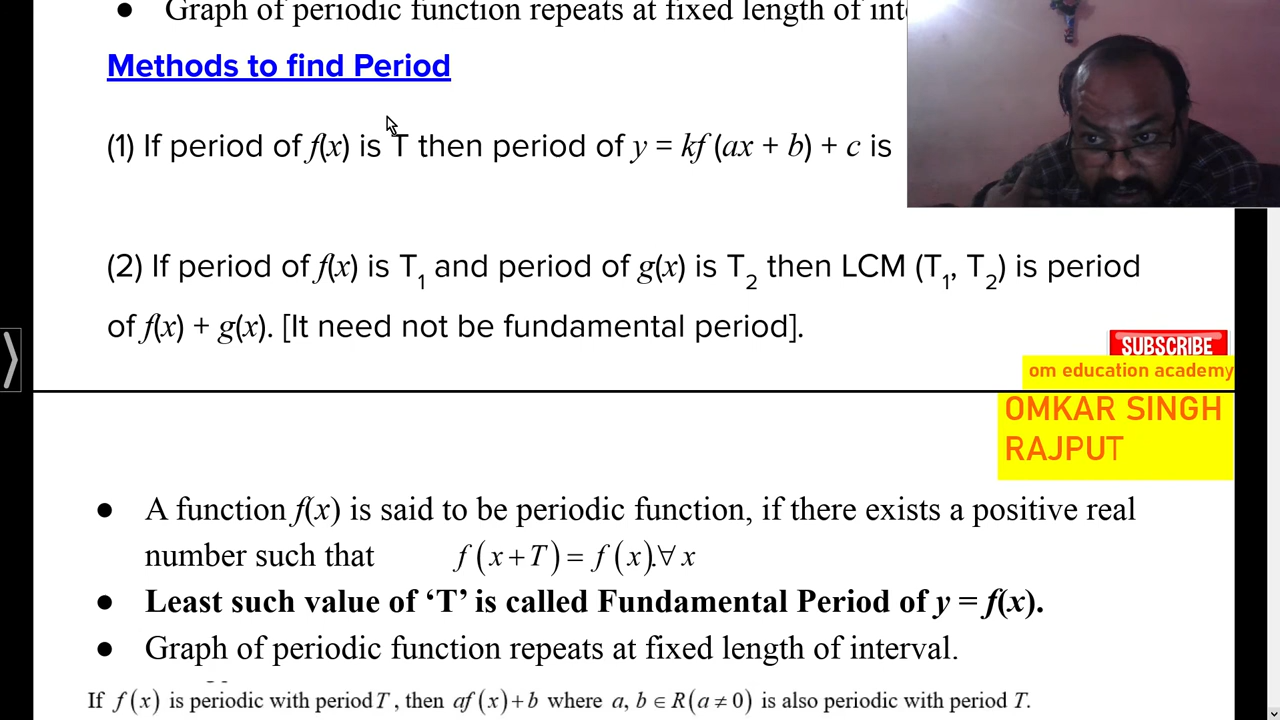 ● Graph of periodic function repeats at fixed length of
Methods to find Period
(1) If period of f(x) is T then period of y = kf (ax + b) + c is
(2) If period of f(x) is T₁ and period of g(x) is T₂ then LCM (T₁, T₂) is period
of f(x) + g(x). [It need not be fundamental period].
SUBSCRIBE
om education academy
OMKAR SINGH
RAJPUT
● A function f(x) is said to be periodic function, if there exists a positive real
number such that f(x+T)= f(x).∀x
● Least such value of ‘T’ is called Fundamental Period of y = f(x).
● Graph of periodic function repeats at fixed length of interval.
If f(x) is periodic with period T, then af(x)+b where a, b∈R(a≠0) is also periodic with period T.